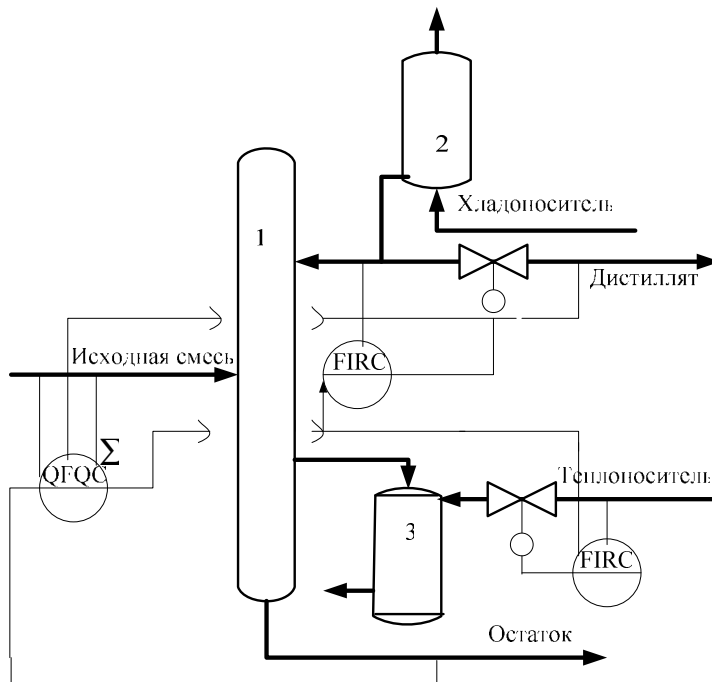 2
Хладоноситель
1
Дистиллят
Исходная смесь
FIRC
Σ
QFQC
Теплоноситель
3
FIRC
Остаток